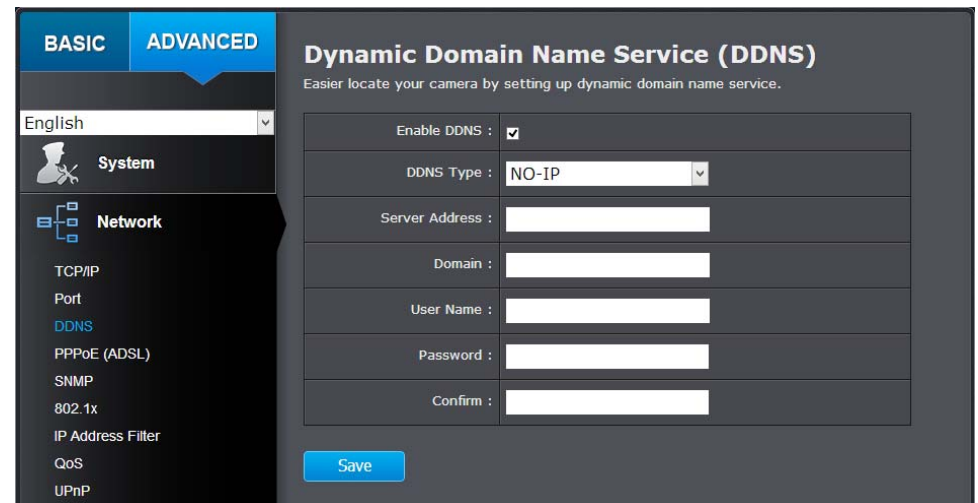 BASIC
ADVANCED
English
System
Network
TCP/IP
Port
DDNS
PPPoE (ADSL)
SNMP
802.1x
IP Address Filter
QoS
UPnP
Dynamic Domain Name Service (DDNS)
Easier locate your camera by setting up dynamic domain name service.
Enable DDNS :
DDNS Type : NO-IP
Server Address :
Domain :
User Name :
Password :
Confirm :
Save